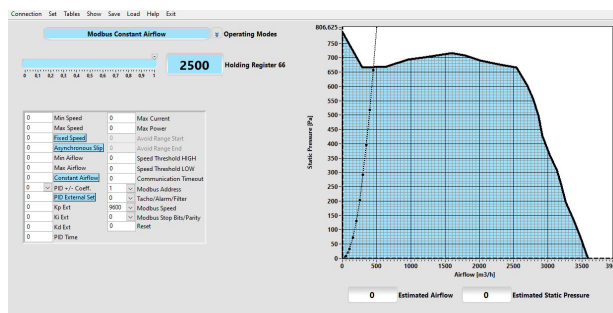 Connection Set Tables Show Save Load Help Exit
Modbus Constant Airflow
Operating Modes
2500
Holding Register 66
0 0,1 0,2 0,3 0,4 0,5 0,6 0,7 0,8 0,9 1
0 Min Speed 0 Max Current
0 Max Speed 0 Max Power
0 Fixed Speed 0 Avoid Range Start
0 Asynchronous Slip 0 Avoid Range End
0 Min Airflow 0 Speed Threshold HIGH
0 Max Airflow 0 Speed Threshold LOW
0 Constant Airflow 0 Communication Timeout
0 PID +/- Coeff. 1 Modbus Address
0 PID External Set 0 Tacho/Alarm/Filter
0 Kp Ext 9600 Modbus Speed
0 Ki Ext 0 Modbus Stop Bits/Parity
0 Kd Ext 0 Reset
0 PID Time
Static Pressure [Pa]
806,625
750
700
650
600
550
500
450
400
350
300
250
200
150
100
50
0
0 500 1000 1500 2000 2500 3000 3500 39
Airflow [m3/h]
0 Estimated Airflow 0 Estimated Static Pressure